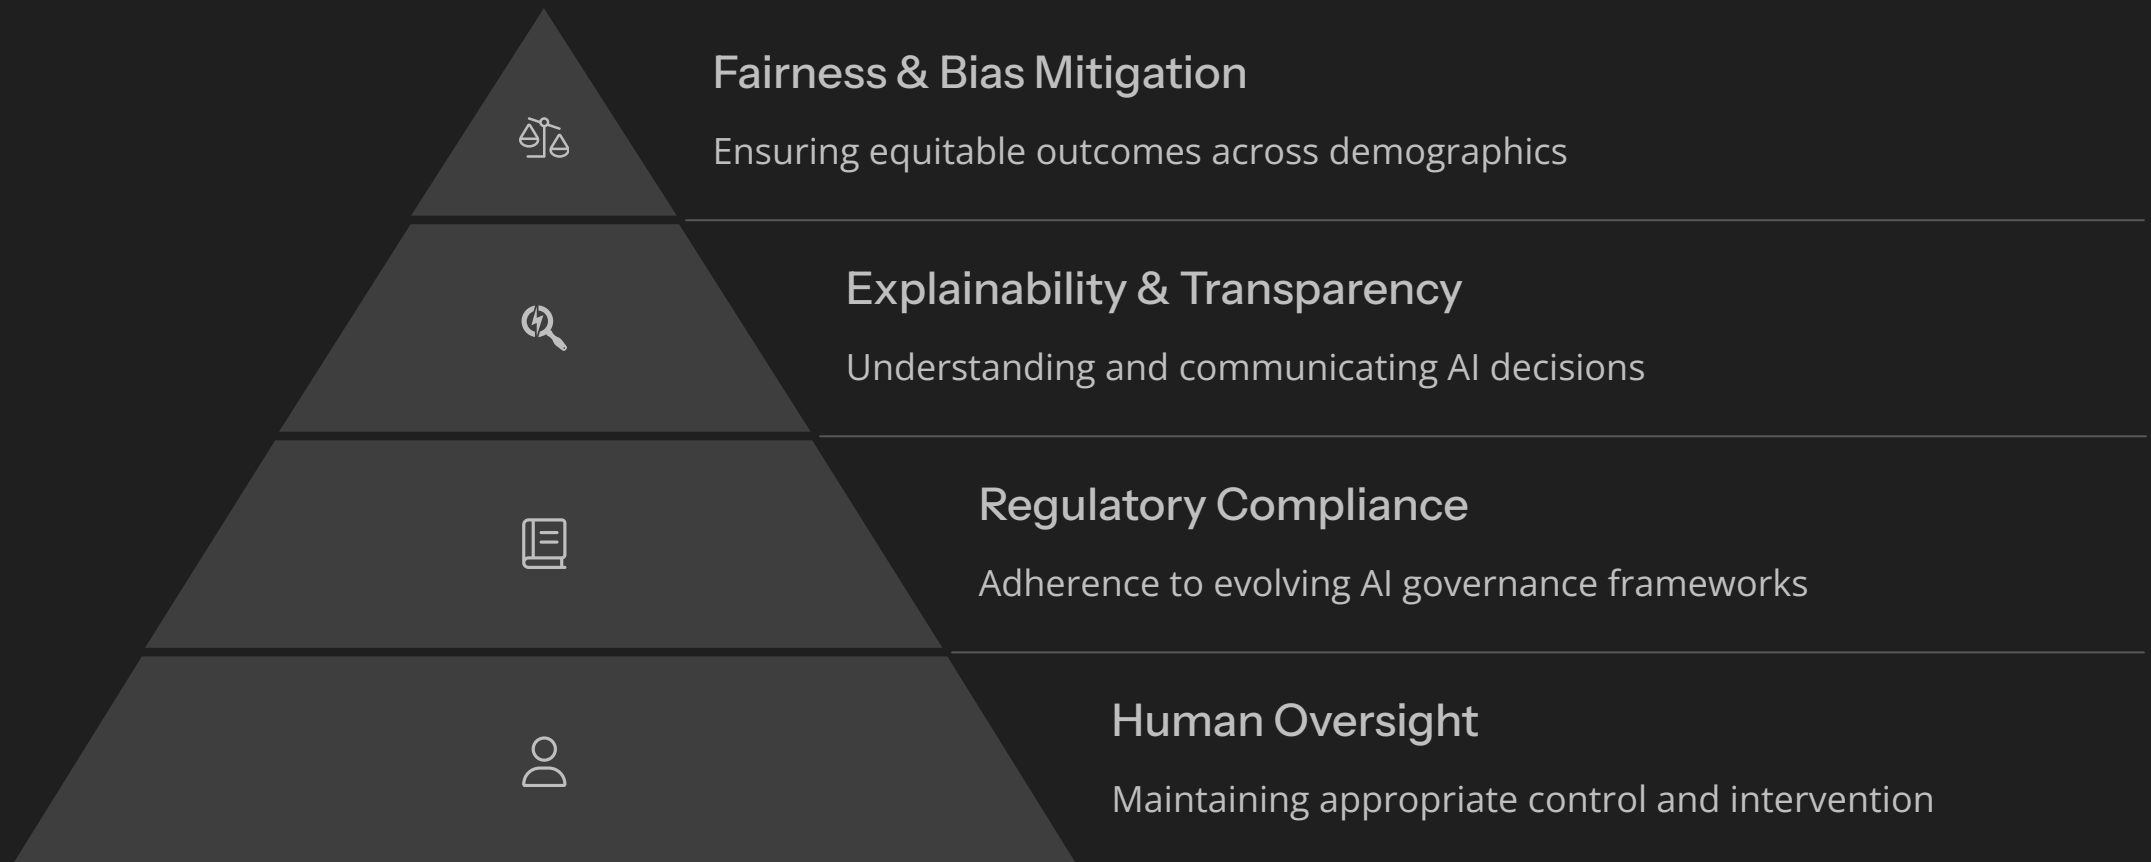 Fairness & Bias Mitigation
Ensuring equitable outcomes across demographics
Explainability & Transparency
Understanding and communicating AI decisions
Regulatory Compliance
Adherence to evolving AI governance frameworks
Human Oversight
Maintaining appropriate control and intervention